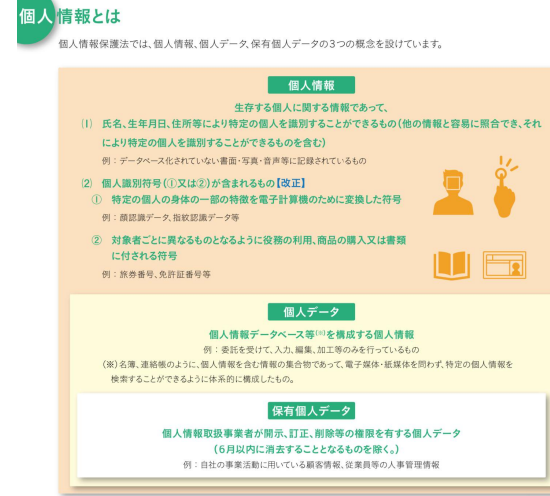 個人情報とは
個人情報保護法では、個人情報、個人データ、保有個人データの3つの概念を設けています。
個人情報
生存する個人に関する情報であって、
(1) 氏名、生年月日、住所等により特定の個人を識別することができるもの(他の情報と容易に照合でき、それ
により特定の個人を識別することができるものを含む)
例：データベース化されていない書面・写真・音声等に記録されているもの
(2) 個人識別符号(①又は②)が含まれるもの【改正】
① 特定の個人の身体の一部の特徴を電子計算機のために変換した符号
例：顔認識データ、指紋認識データ等
② 対象者ごとに異なるものとなるように役務の利用、商品の購入又は書類
に付される符号
例：旅券番号、免許証番号等
個人データ
個人情報データベース等(※)を構成する個人情報
例：委託を受けて、入力、編集、加工等のみを行っているもの
(※)名簿、連絡帳のように、個人情報を含む情報の集合物であって、電子媒体・紙媒体を問わず、特定の個人情報を
検索することができるように体系的に構成したもの。
保有個人データ
個人情報取扱事業者が開示、訂正、削除等の権限を有する個人データ
(6月以内に消去することとなるものを除く。)
例：自社の事業活動に用いている顧客情報、従業員等の人事管理情報